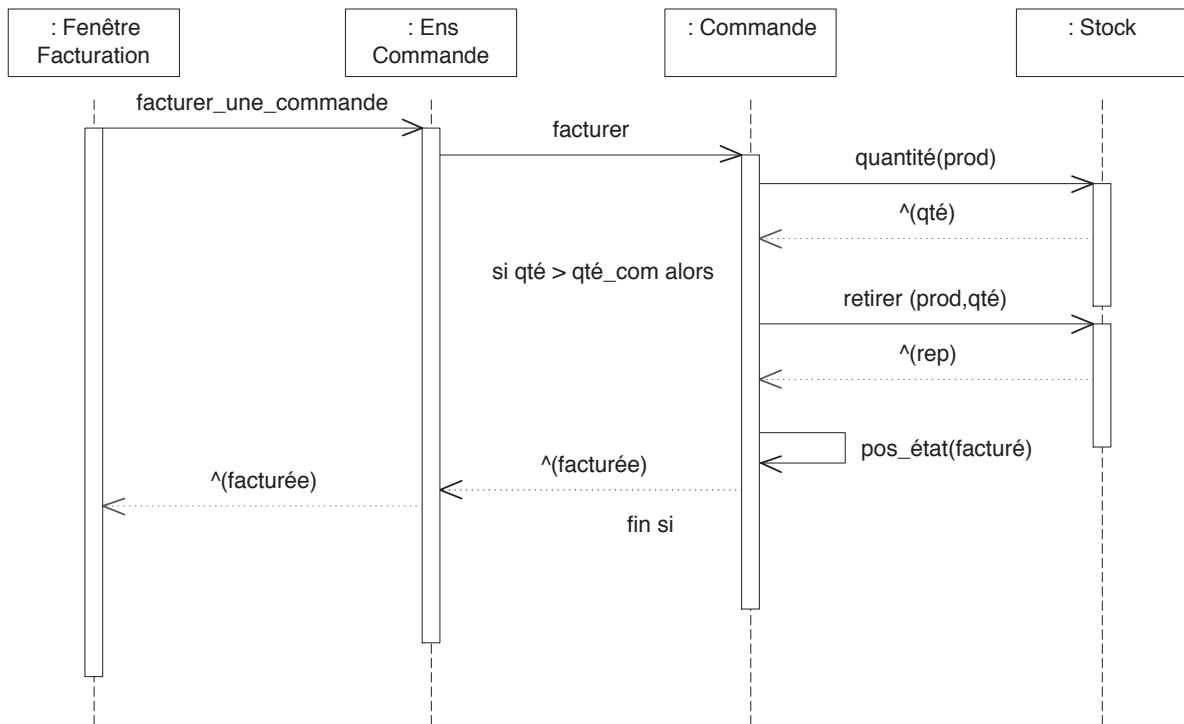 : Fenêtre
Facturation
: Ens
Commande
: Commande
: Stock
facturer_une_commande
facturer
quantité(prod)
^(qté)
si qté > qté_com alors
retirer (prod,qté)
^(rep)
pos_état(facturé)
^(facturée)
^(facturée)
fin si